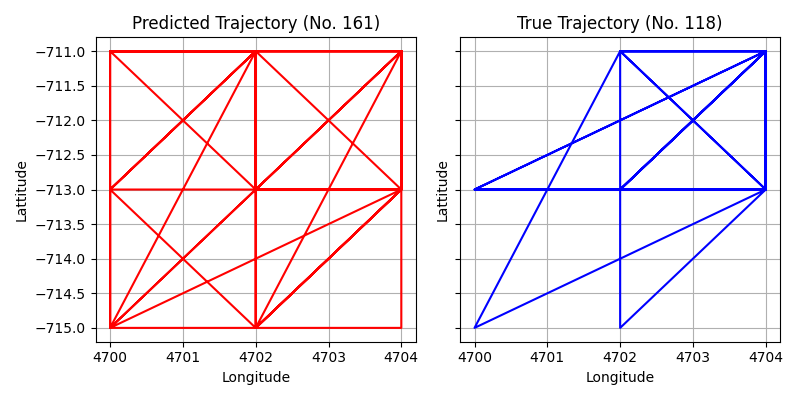 Predicted Trajectory (No. 161)
True Trajectory (No. 118)
Lattitude
−711.0
−711.5
−712.0
−712.5
−713.0
−713.5
−714.0
−714.5
−715.0
4700 4701 4702 4703 4704
Longitude
Lattitude
4700 4701 4702 4703 4704
Longitude